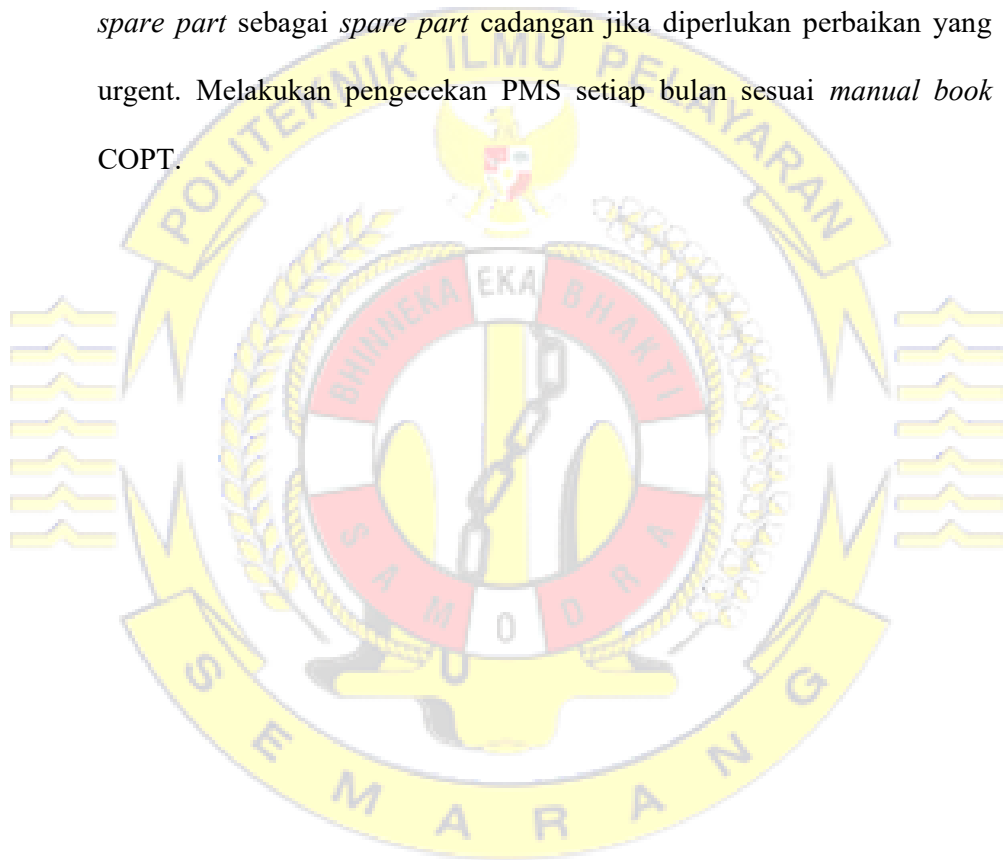 spare part sebagai spare part cadangan jika diperlukan perbaikan yang
urgent. Melakukan pengecekan PMS setiap bulan sesuai manual book
COPT.
POLITEKNIK ILMU PELAYARAN
BHINNEKA EKA BHAKTI
SAMODRA
SEMARANG